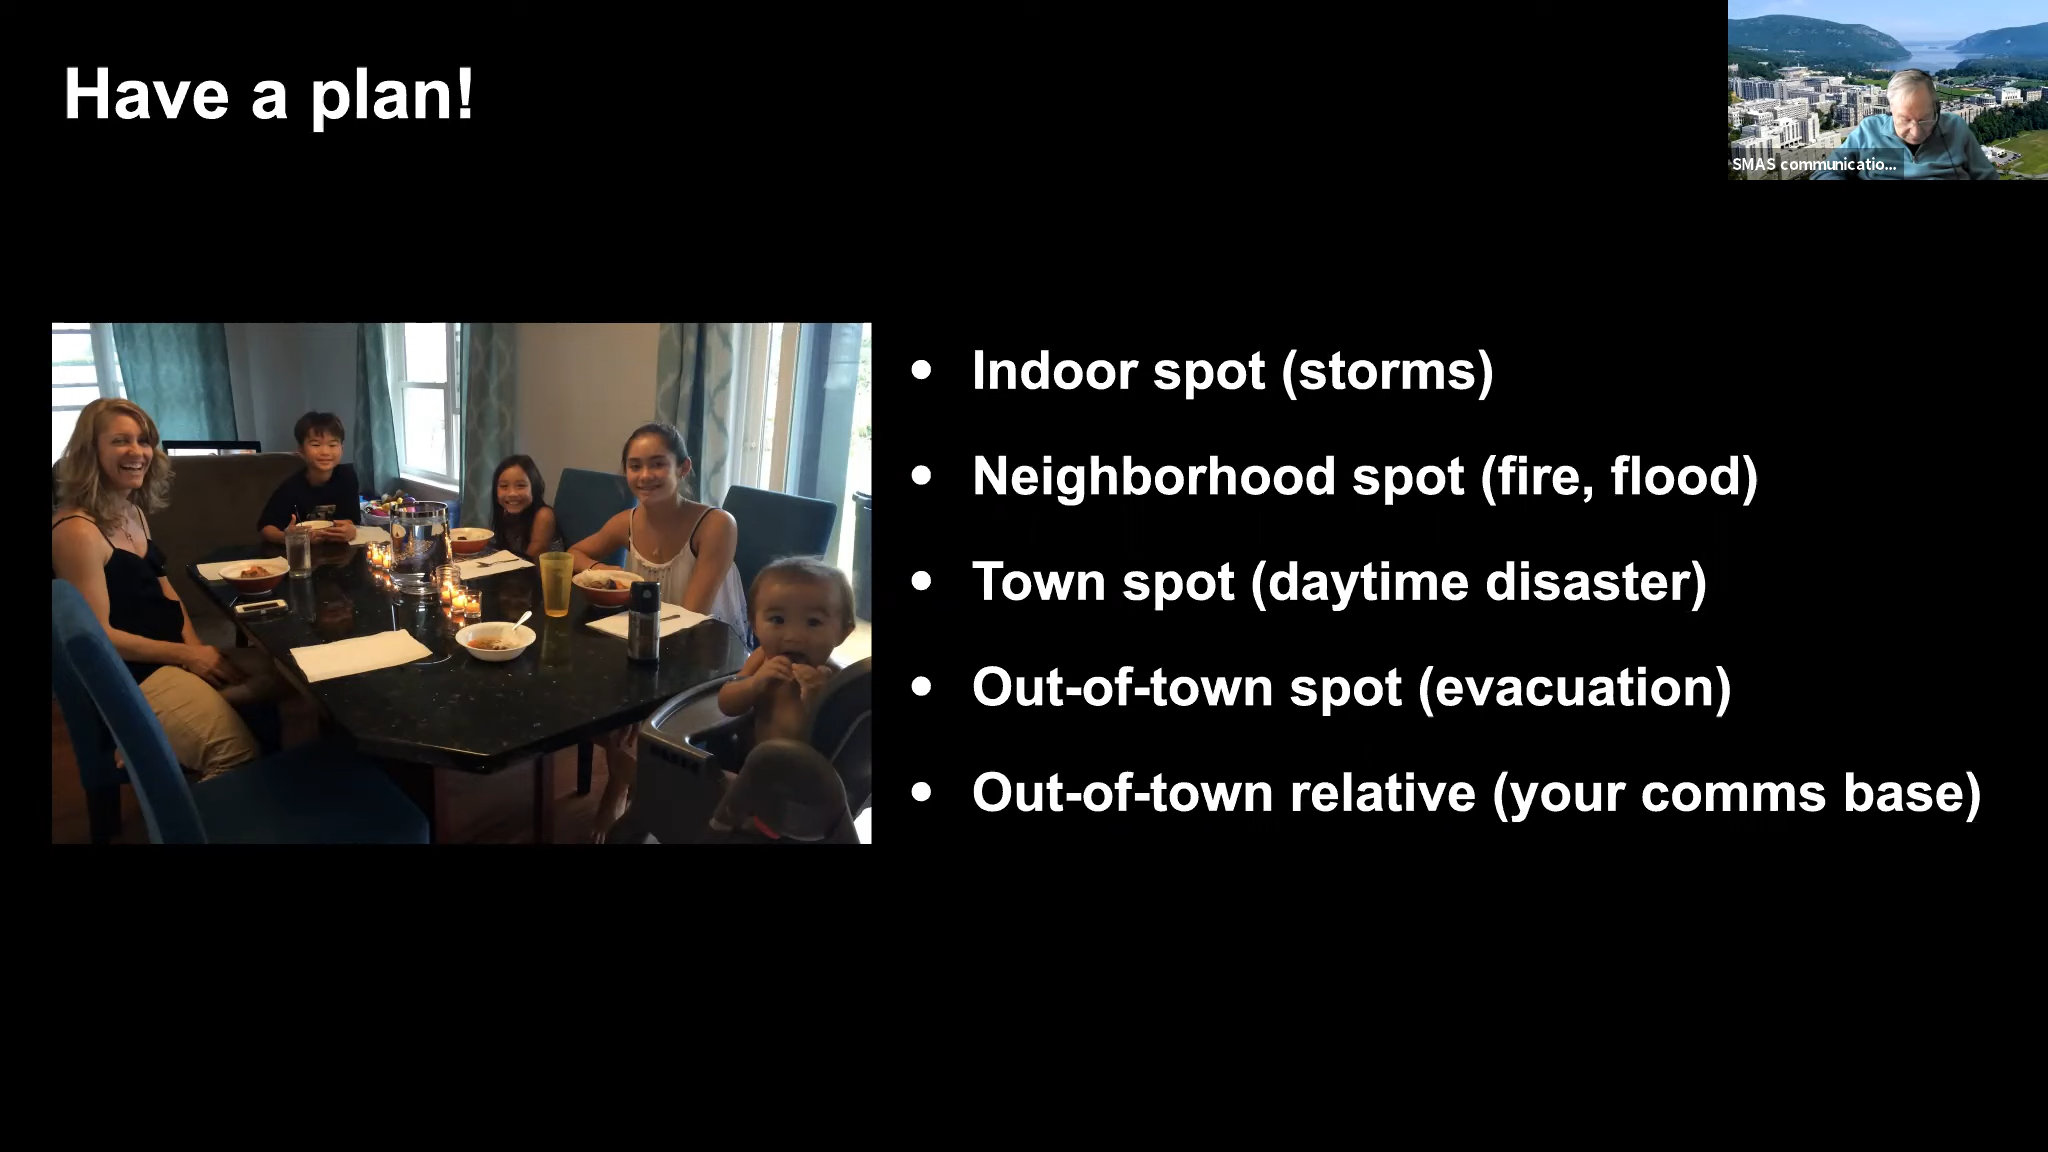 Have a plan!
SMAS communicatio...
• Indoor spot (storms)
• Neighborhood spot (fire, flood)
• Town spot (daytime disaster)
• Out-of-town spot (evacuation)
• Out-of-town relative (your comms base)